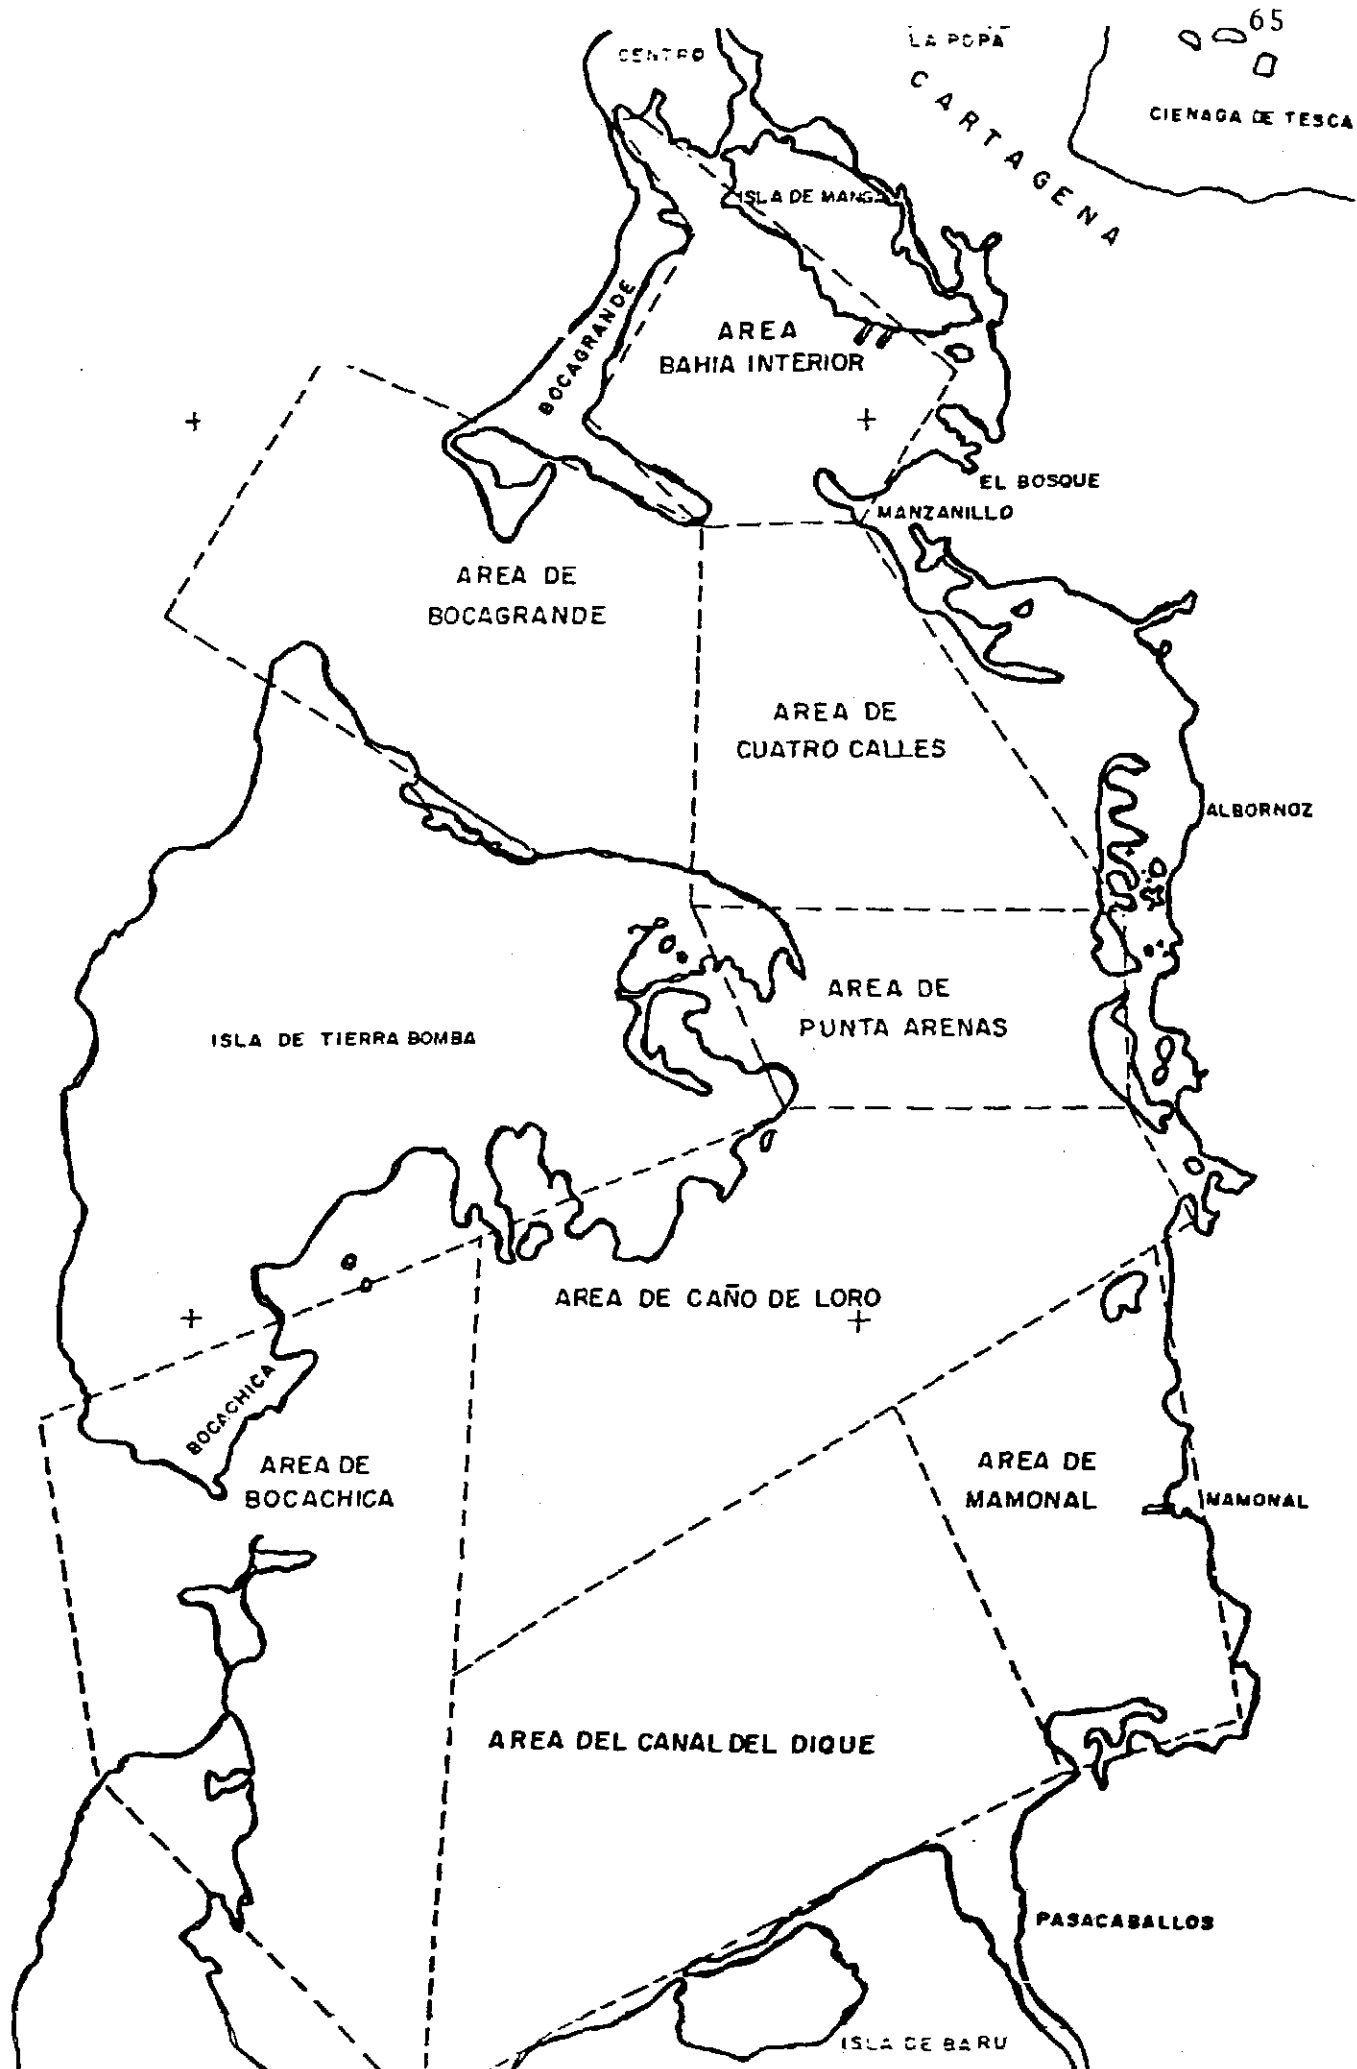 65
CENTRO
LA POPA
CARTAGENA
CIENAGA DE TESCA
ISLA DE MANGA
BOCAGRANDE
AREA
BAHIA INTERIOR
EL BOSQUE
MANZANILLO
AREA DE
BOCAGRANDE
AREA DE
CUATRO CALLES
ALBORNOZ
AREA DE
PUNTA ARENAS
ISLA DE TIERRA BOMBA
AREA DE CAÑO DE LORO
BOCACHICA
AREA DE
BOCACHICA
AREA DE
MAMONAL
MAMONAL
AREA DEL CANAL DEL DIQUE
PASACABALLOS
ISLA DE BARU